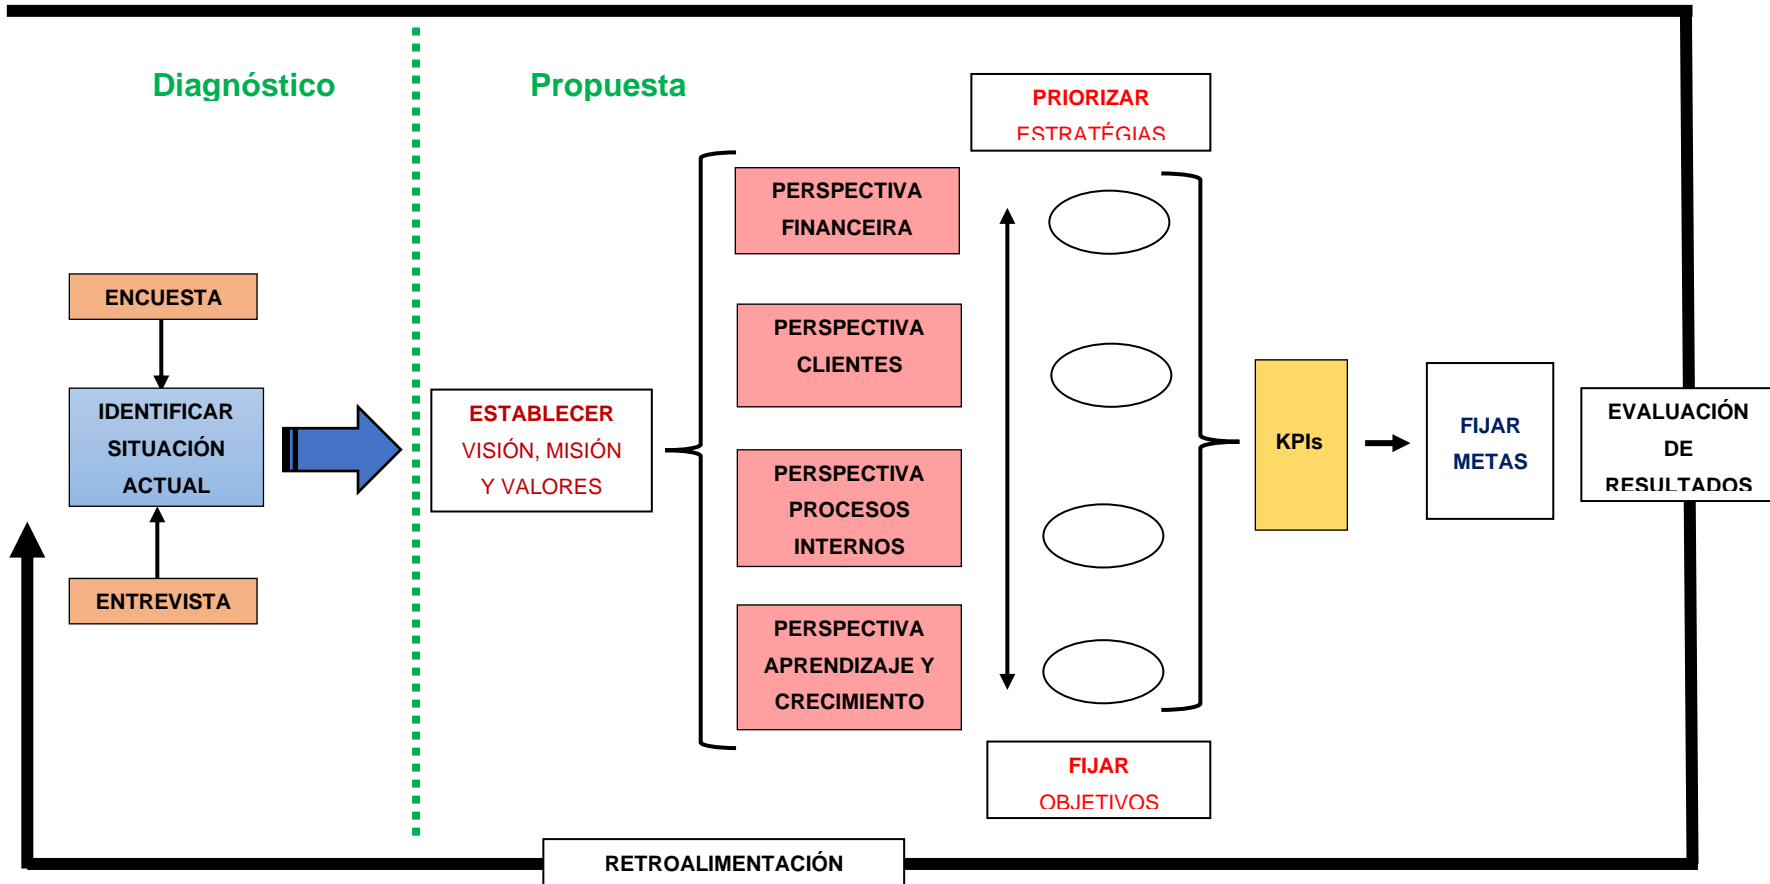 Diagnóstico
Propuesta
PRIORIZAR
ESTRATÉGIAS
PERSPECTIVA
FINANCEIRA
ENCUESTA
PERSPECTIVA
CLIENTES
IDENTIFICAR
SITUACIÓN
ACTUAL
ESTABLECER
VISIÓN, MISIÓN
Y VALORES
KPIs
FIJAR
METAS
EVALUACIÓN
DE
RESULTADOS
PERSPECTIVA
PROCESOS
INTERNOS
ENTREVISTA
PERSPECTIVA
APRENDIZAJE Y
CRECIMIENTO
FIJAR
OBJETIVOS
RETROALIMENTACIÓN